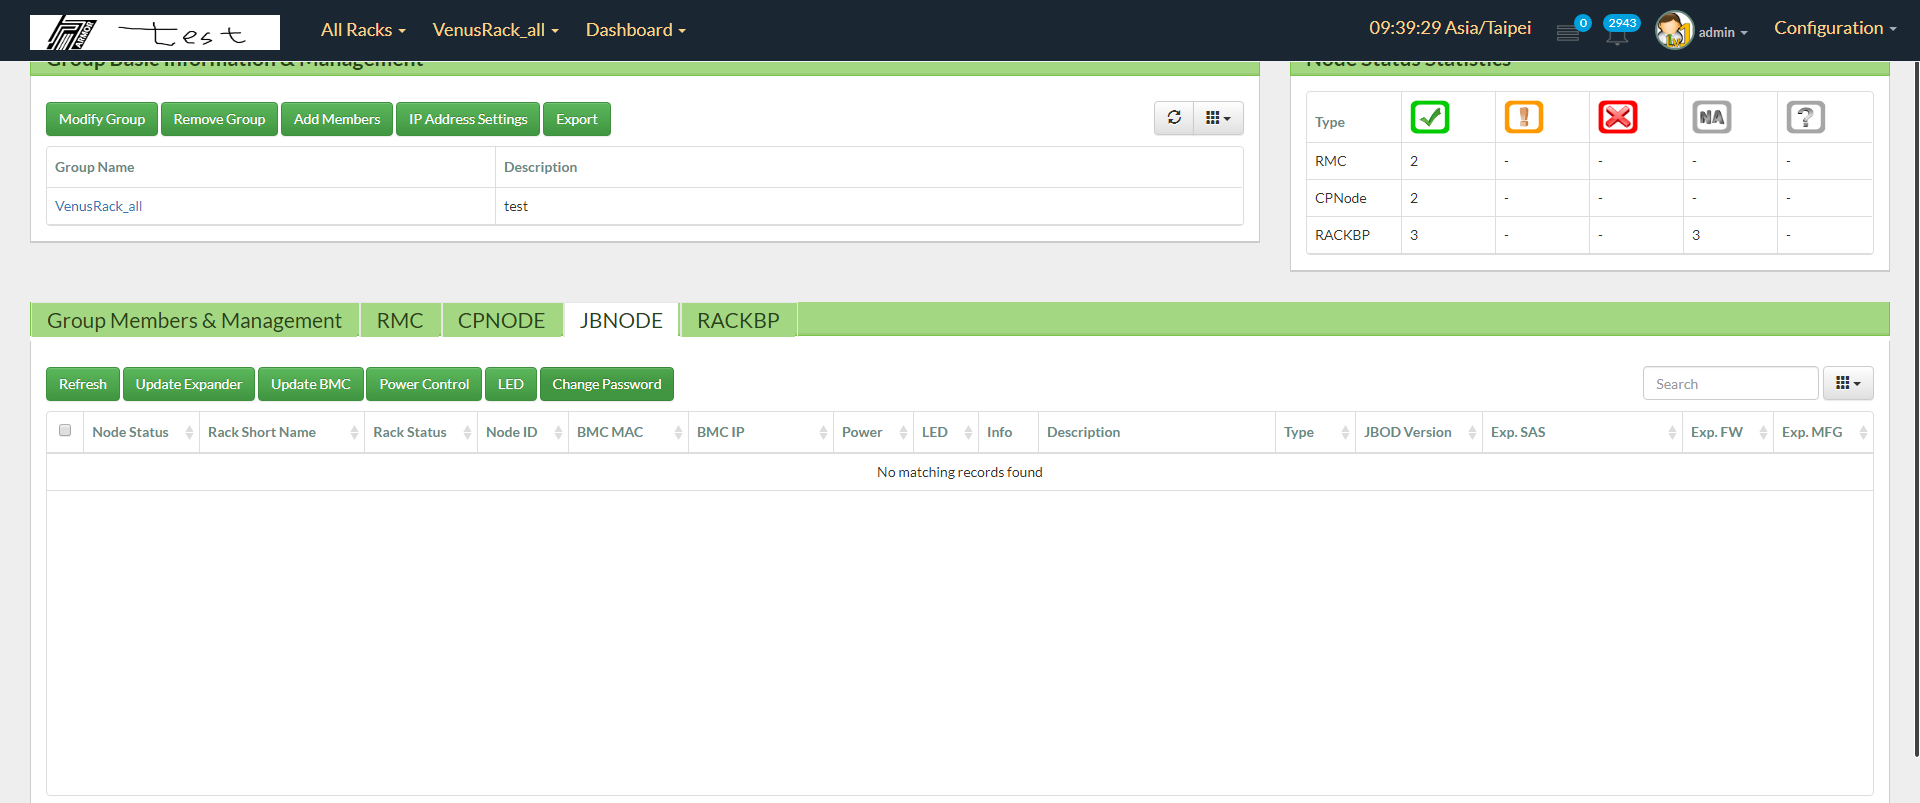 ARMOR test All Racks VenusRack_all Dashboard 09:39:29 Asia/Taipei 0 2943 admin Configuration
Group Basic Information & Management
Node Status Statistics
Modify Group Remove Group Add Members IP Address Settings Export
Group Name Description
VenusRack_all test
Type NA ?
RMC 2 - - - -
CPNode 2 - - - -
RACKBP 3 - - 3 -
Group Members & Management RMC CPNODE JBNODE RACKBP
Refresh Update Expander Update BMC Power Control LED Change Password Search
Node Status Rack Short Name Rack Status Node ID BMC MAC BMC IP Power LED Info Description Type JBOD Version Exp. SAS Exp. FW Exp. MFG
No matching records found